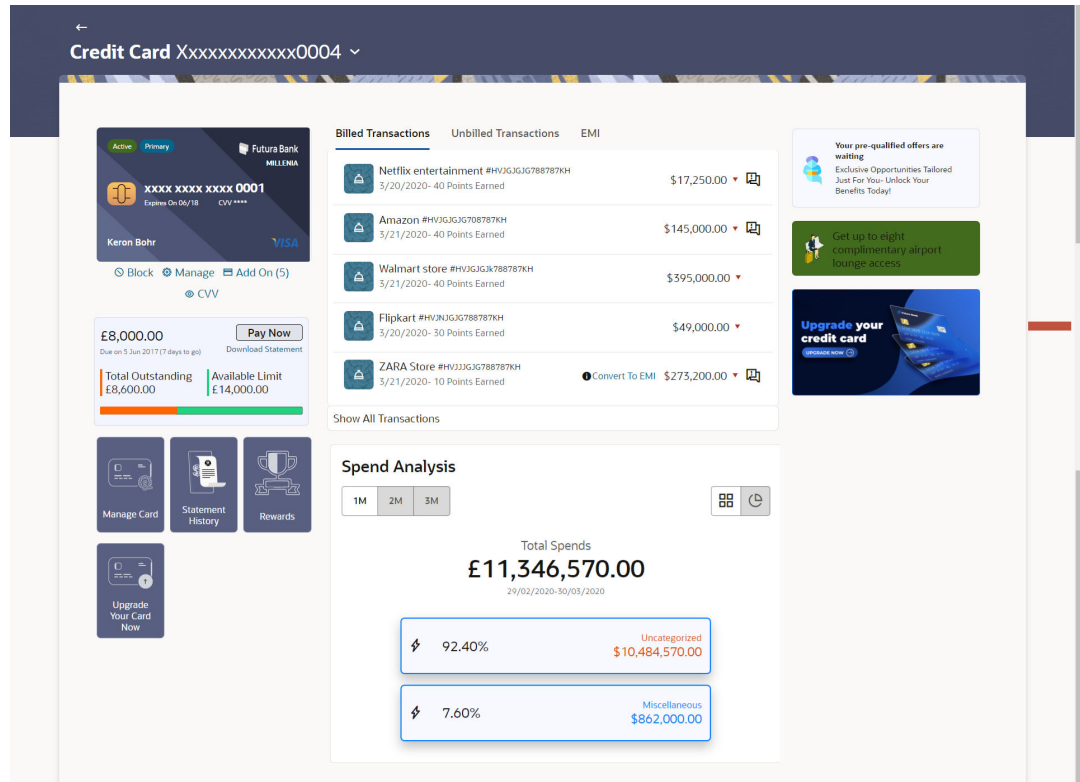 Credit Card Xxxxxxxxxxxx0004
Active Primary
Futura Bank
MILLENIA
xxxx xxxx xxxx 0001
Expires On 06/18 CVV ****
Keron Bohr
VISA
Block Manage Add On (5)
CVV
£8,000.00
Pay Now
Due on 5 Jun 2017(7 days to go)
Download Statement
Total Outstanding
£8,600.00
Available Limit
£14,000.00
Manage Card
Statement
History
Rewards
Upgrade
Your Card
Now
Billed Transactions Unbilled Transactions EMI
Netflix entertainment #HVJGJGJG788787KH
3/20/2020- 40 Points Earned
$17,250.00
Amazon #HVJGJGJG708787KH
3/21/2020- 40 Points Earned
$145,000.00
Walmart store #HVJGJGJk788787KH
3/21/2020- 40 Points Earned
$395,000.00
Flipkart #HVJNJGJG788787KH
3/20/2020- 30 Points Earned
$49,000.00
ZARA Store #HVJJJGJG788787KH
3/21/2020- 10 Points Earned
Convert To EMI $273,200.00
Show All Transactions
Spend Analysis
1M 2M 3M
Total Spends
£11,346,570.00
29/02/2020-30/03/2020
92.40%
Uncategorized
$10,484,570.00
7.60%
Miscellaneous
$862,000.00
Your pre-qualified offers are
waiting
Exclusive Opportunities Tailored
Just For You- Unlock Your
Benefits Today!
Get up to eight
complimentary airport
lounge access
Upgrade your
credit card
UPGRADE NOW